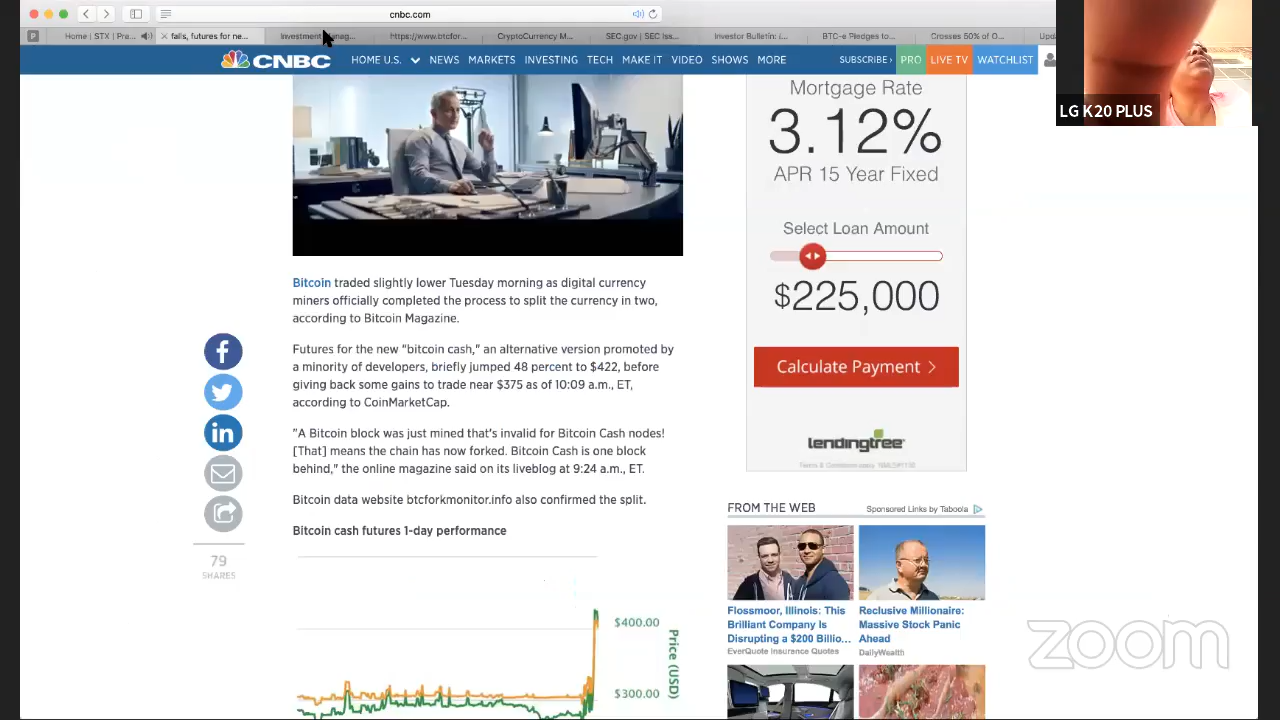 cnbc.com
P
Home | STX | Pra...
falls, futures for ne...
https://www.btcfor...
CryptoCurrency M...
SEC.gov | SEC Iss...
Investor Bulletin: I...
BTC-e Pledges to...
Crosses 50% of O...
CNBC
HOME U.S.
NEWS
MARKETS
INVESTING
TECH
MAKE IT
VIDEO
SHOWS
MORE
SUBSCRIBE ›
PRO
LIVE TV
WATCHLIST
LG K20 PLUS
Mortgage Rate
3.12%
APR 15 Year Fixed
Select Loan Amount
$225,000
Calculate Payment >
lendingtree
Bitcoin traded slightly lower Tuesday morning as digital currency
miners officially completed the process to split the currency in two,
according to Bitcoin Magazine.
Futures for the new "bitcoin cash," an alternative version promoted by
a minority of developers, briefly jumped 48 percent to $422, before
giving back some gains to trade near $375 as of 10:09 a.m., ET,
according to CoinMarketCap.
"A Bitcoin block was just mined that's invalid for Bitcoin Cash nodes!
[That] means the chain has now forked. Bitcoin Cash is one block
behind," the online magazine said on its liveblog at 9:24 a.m., ET.
Bitcoin data website btcforkmonitor.info also confirmed the split.
Bitcoin cash futures 1-day performance
$400.00
$300.00
Price (USD)
79
SHARES
FROM THE WEB
Sponsored Links by Taboola
Flossmoor, Illinois: This
Brilliant Company Is
Disrupting a $200 Billio...
EverQuote Insurance Quotes
Reclusive Millionaire:
Massive Stock Panic
Ahead
DailyWealth
zoom